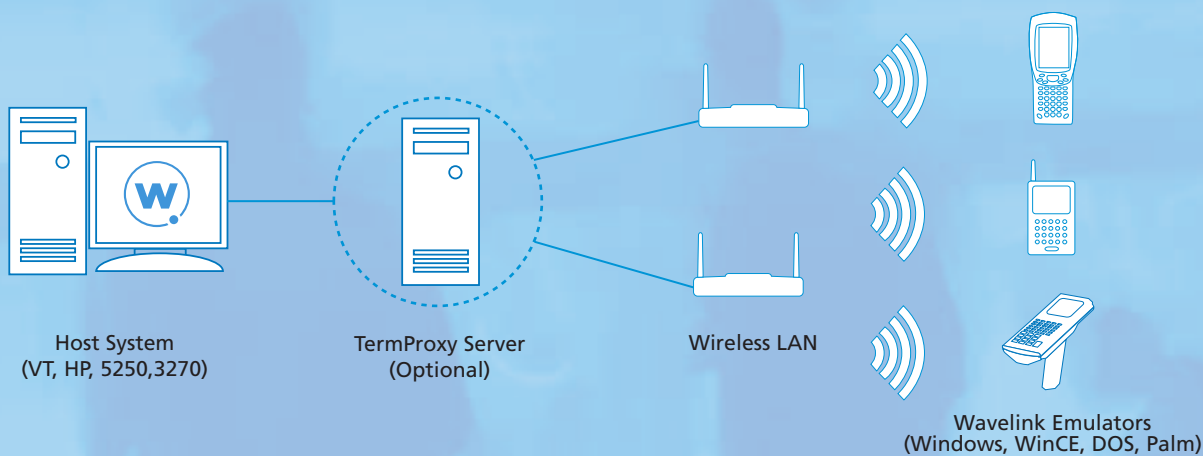 W.
Host System
(VT, HP, 5250,3270)
TermProxy Server
(Optional)
Wireless LAN
Wavelink Emulators
(Windows, WinCE, DOS, Palm)